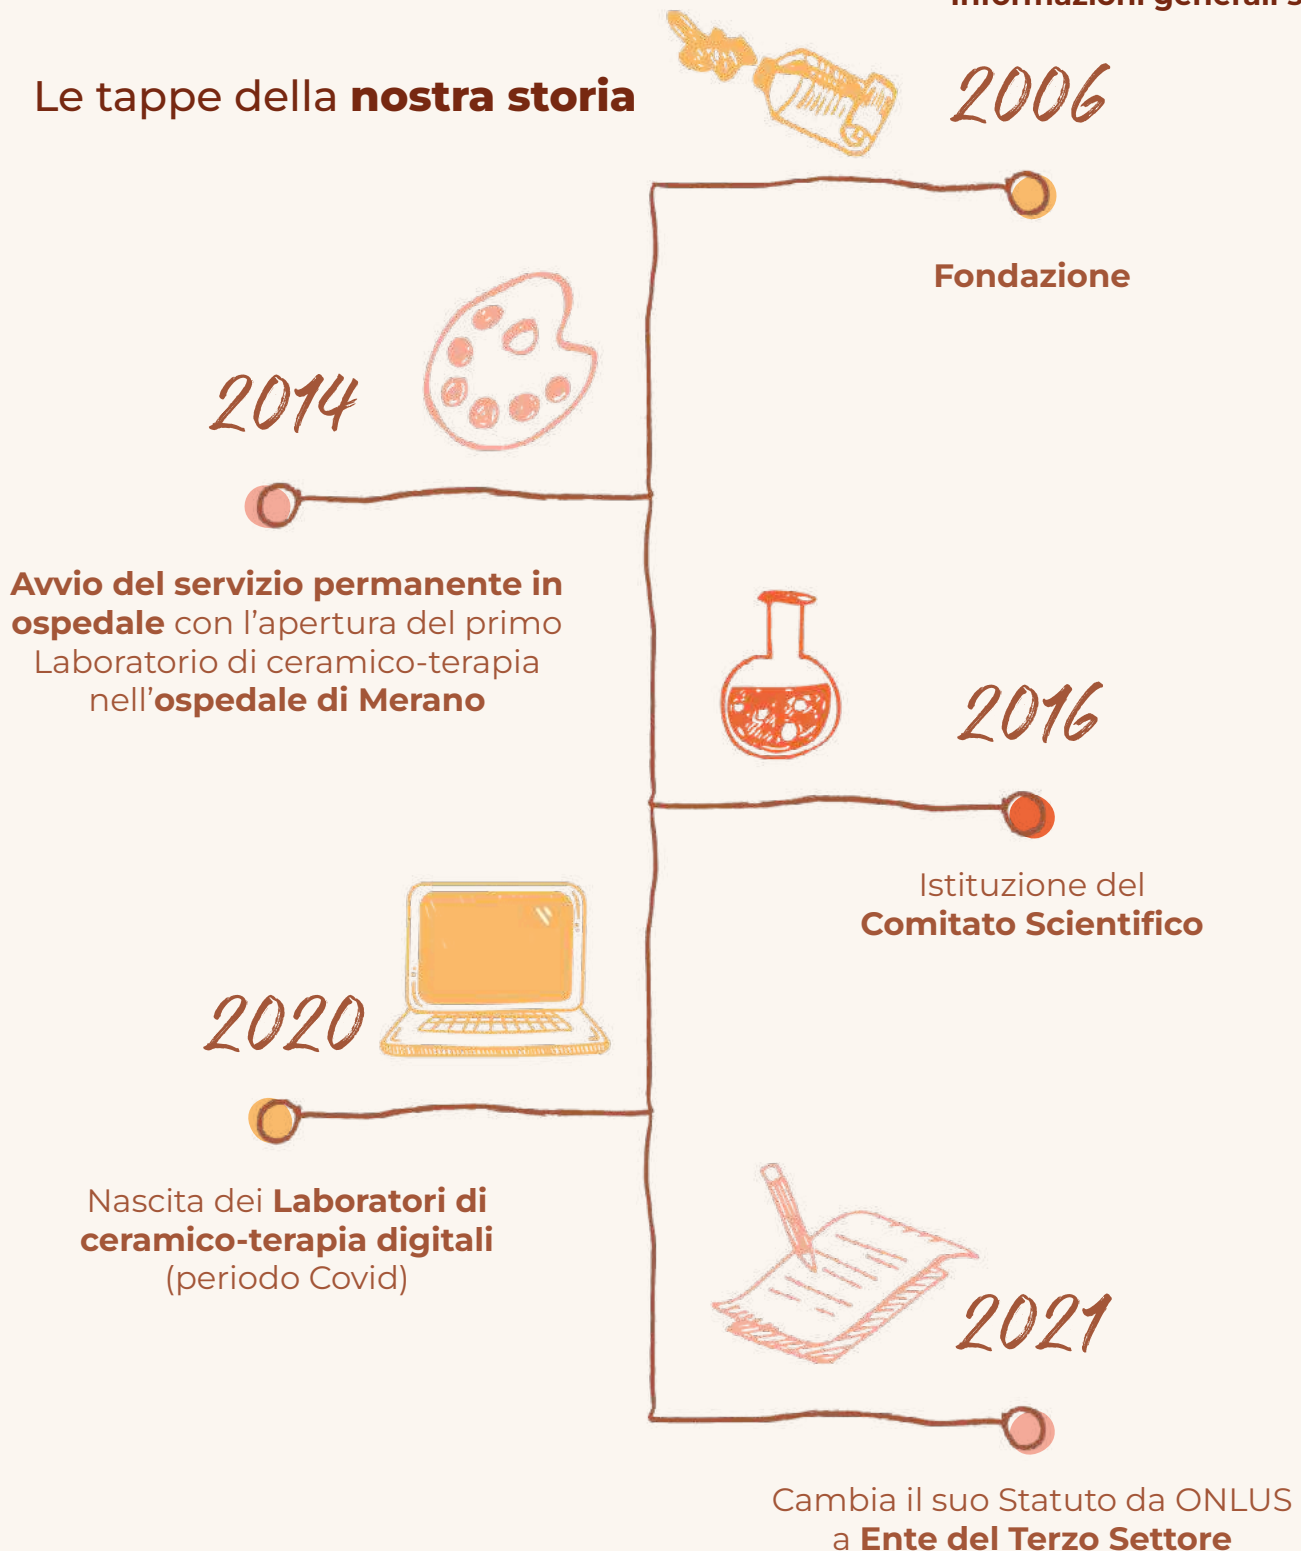 Informazioni generali
Le tappe della nostra storia
2006
Fondazione
2014
Avvio del servizio permanente in
ospedale con l'apertura del primo
Laboratorio di ceramico-terapia
nell'ospedale di Merano
2016
Istituzione del
Comitato Scientifico
2020
Nascita dei Laboratori di
ceramico-terapia digitali
(periodo Covid)
2021
Cambia il suo Statuto da ONLUS
a Ente del Terzo Settore